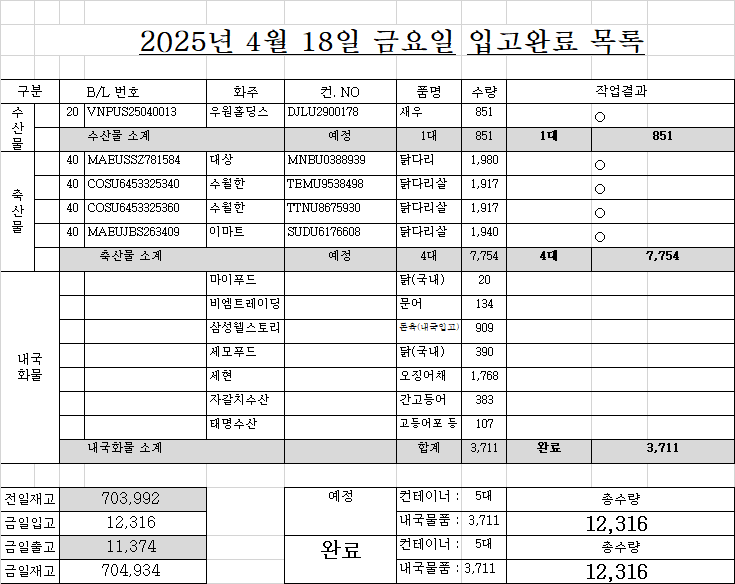 2025년 4월 18일 금요일 입고완료 목록
구분 B/L 번호 화주 컨. NO 품명 수량 작업결과
수산물 20 VNPUS25040013 우원홀딩스 DJLU2900178 새우 851 ○
수산물 소계 예정 1대 851 1대 851
축산물 40 MAEUSSZ781584 대상 MNBU0388939 닭다리 1,980 ○
40 COSU6453325340 수월한 TEMU9538498 닭다리살 1,917 ○
40 COSU6453325360 수월한 TTNU8675930 닭다리살 1,917 ○
40 MAEUJBS263409 이마트 SUDU6176608 닭다리살 1,940 ○
축산물 소계 예정 4대 7,754 4대 7,754
내국화물 마이푸드 닭(국내) 20
비엠트레이딩 문어 134
삼성웰스토리 돈육(내국입고) 909
세모푸드 닭(국내) 390
세현 오징어채 1,768
자갈치수산 간고등어 383
태명수산 고등어포 등 107
내국화물 소계 합계 3,711 완료 3,711
전일재고 703,992 예정 컨테이너 : 5대 총수량
금일입고 12,316 내국물품 : 3,711 12,316
금일출고 11,374 완료 컨테이너 : 5대 총수량
금일재고 704,934 내국물품 : 3,711 12,316